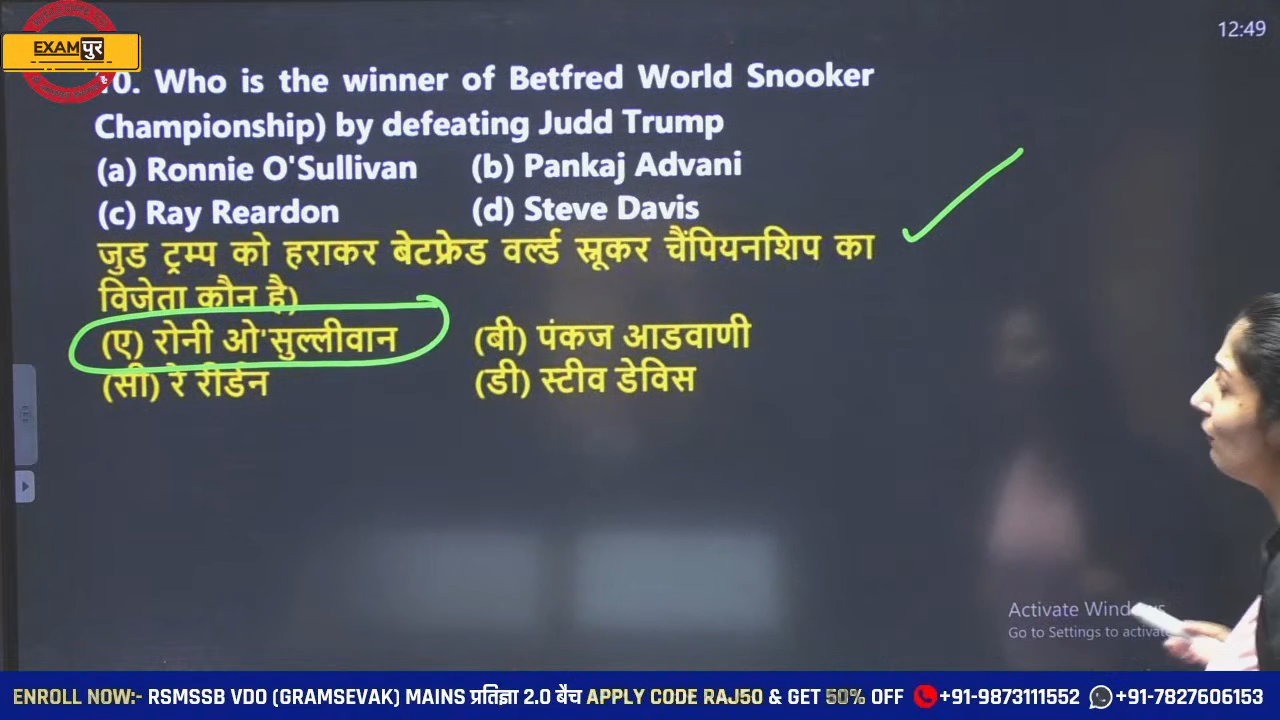 EXAMपुर
12:49
10. Who is the winner of Betfred World Snooker
Championship) by defeating Judd Trump
(a) Ronnie O'Sullivan (b) Pankaj Advani
(c) Ray Reardon (d) Steve Davis
जुड ट्रम्प को हराकर बेटफ्रेड वर्ल्ड स्नूकर चैंपियनशिप का
विजेता कौन है)
(ए) रोनी ओ'सुल्लीवान (बी) पंकज आडवाणी
(सी) रे रीर्डन (डी) स्टीव डेविस
Activate Windows
Go to Settings to activate
ENROLL NOW:- RSMSSB VDO (GRAMSEVAK) MAINS प्रतिज्ञा 2.0 बैच APPLY CODE RAJ50 & GET 50% OFF +91-9873111552 +91-7827606153